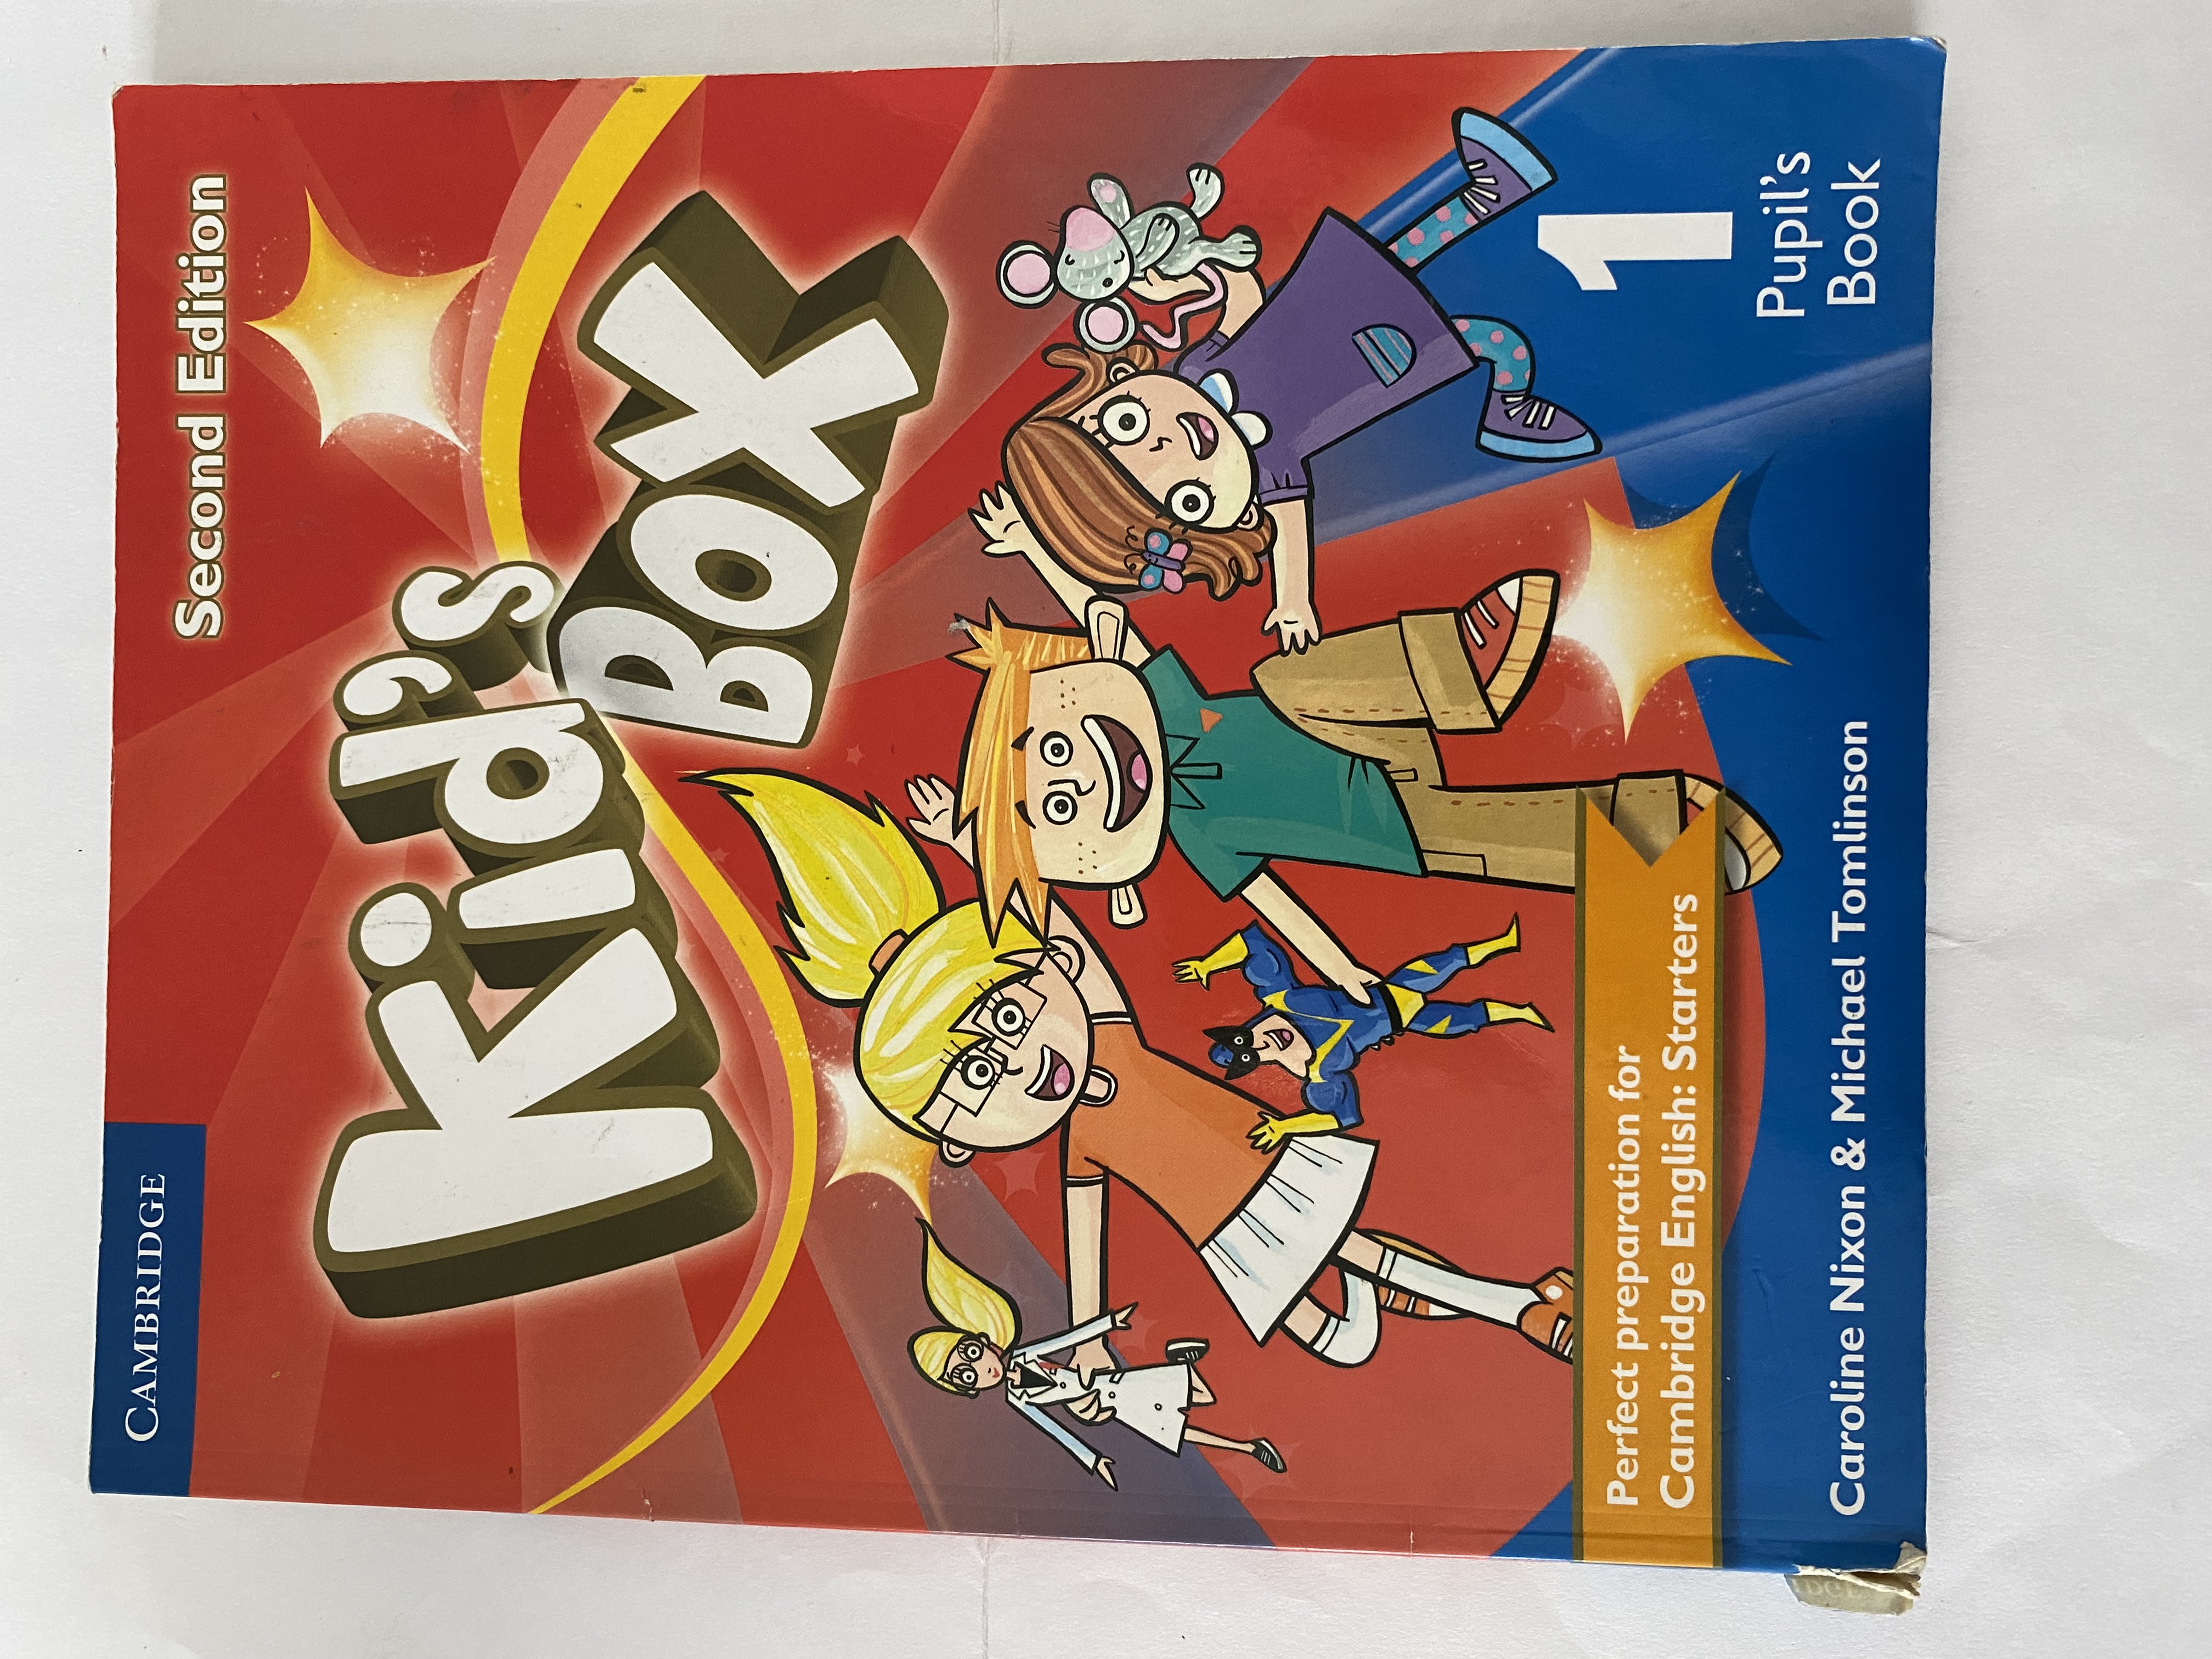 CAMBRIDGE
Second Edition
Kid's
Box
Perfect preparation for
Cambridge English: Starters
1
Pupil's
Book
Caroline Nixon & Michael Tomlinson